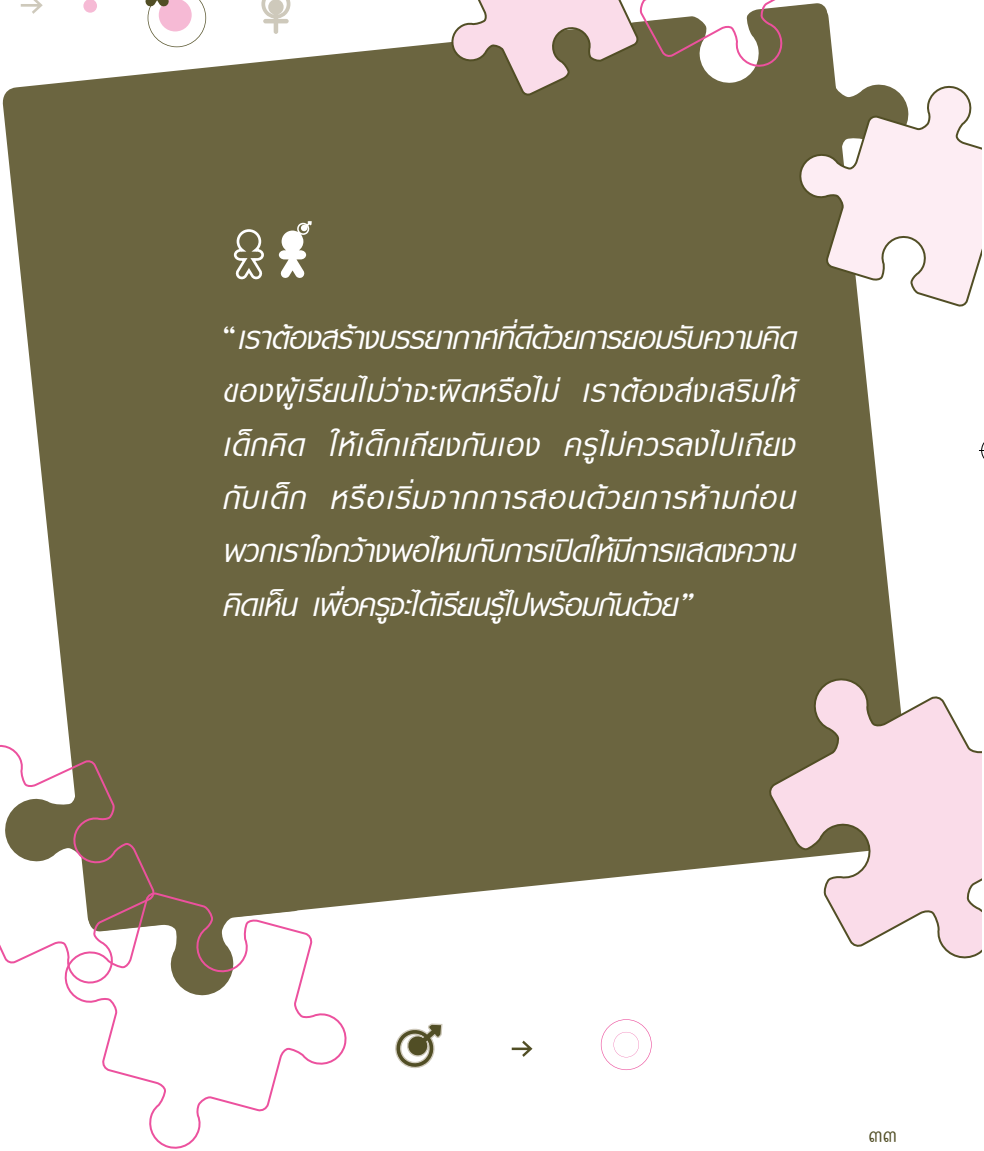 “เราต้องสร้างบรรยากาศที่ดีด้วยการยอมรับความคิด
ของผู้เรียนไม่ว่าจะผิดหรือไม่ เราต้องส่งเสริมให้
เด็กคิด ให้เด็กเถียงกันเอง ครูไม่ควรลงไปเถียง
กับเด็ก หรือเริ่มจากการสอนด้วยการห้ามก่อน
พวกเราใจกว้างพอไหมกับการเปิดให้มีการแสดงความ
คิดเห็น เพื่อครูจะได้เรียนรู้ไปพร้อมกันด้วย”
๓๓